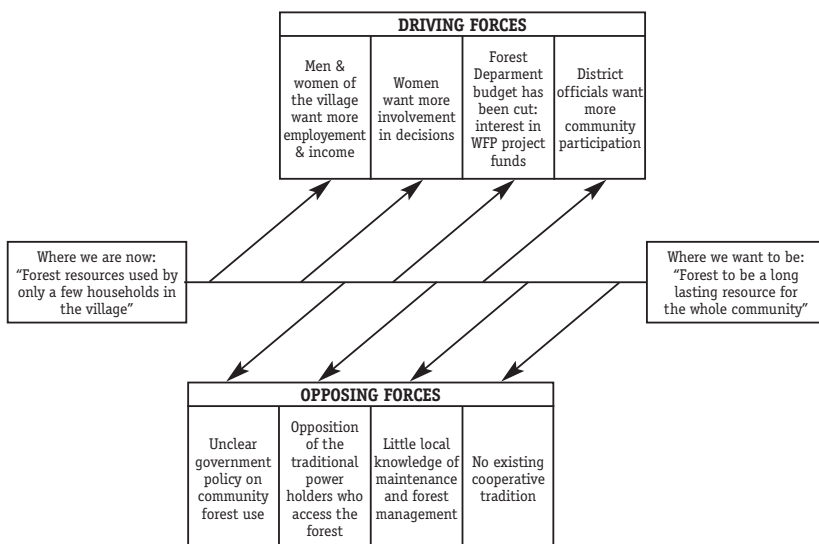 DRIVING FORCES
Men &
women of
the village
want more
employement
& income
Women
want more
involvement
in decisions
Forest
Deparment
budget has
been cut:
interest in
WFP project
funds
District
officials want
more
community
participation
Where we are now:
“Forest resources used by
only a few households in
the village”
Where we want to be:
“Forest to be a long
lasting resource for
the whole community”
OPPOSING FORCES
Unclear
government
policy on
community
forest use
Opposition
of the
traditional
power
holders who
access the
forest
Little local
knowledge of
maintenance
and forest
management
No existing
cooperative
tradition